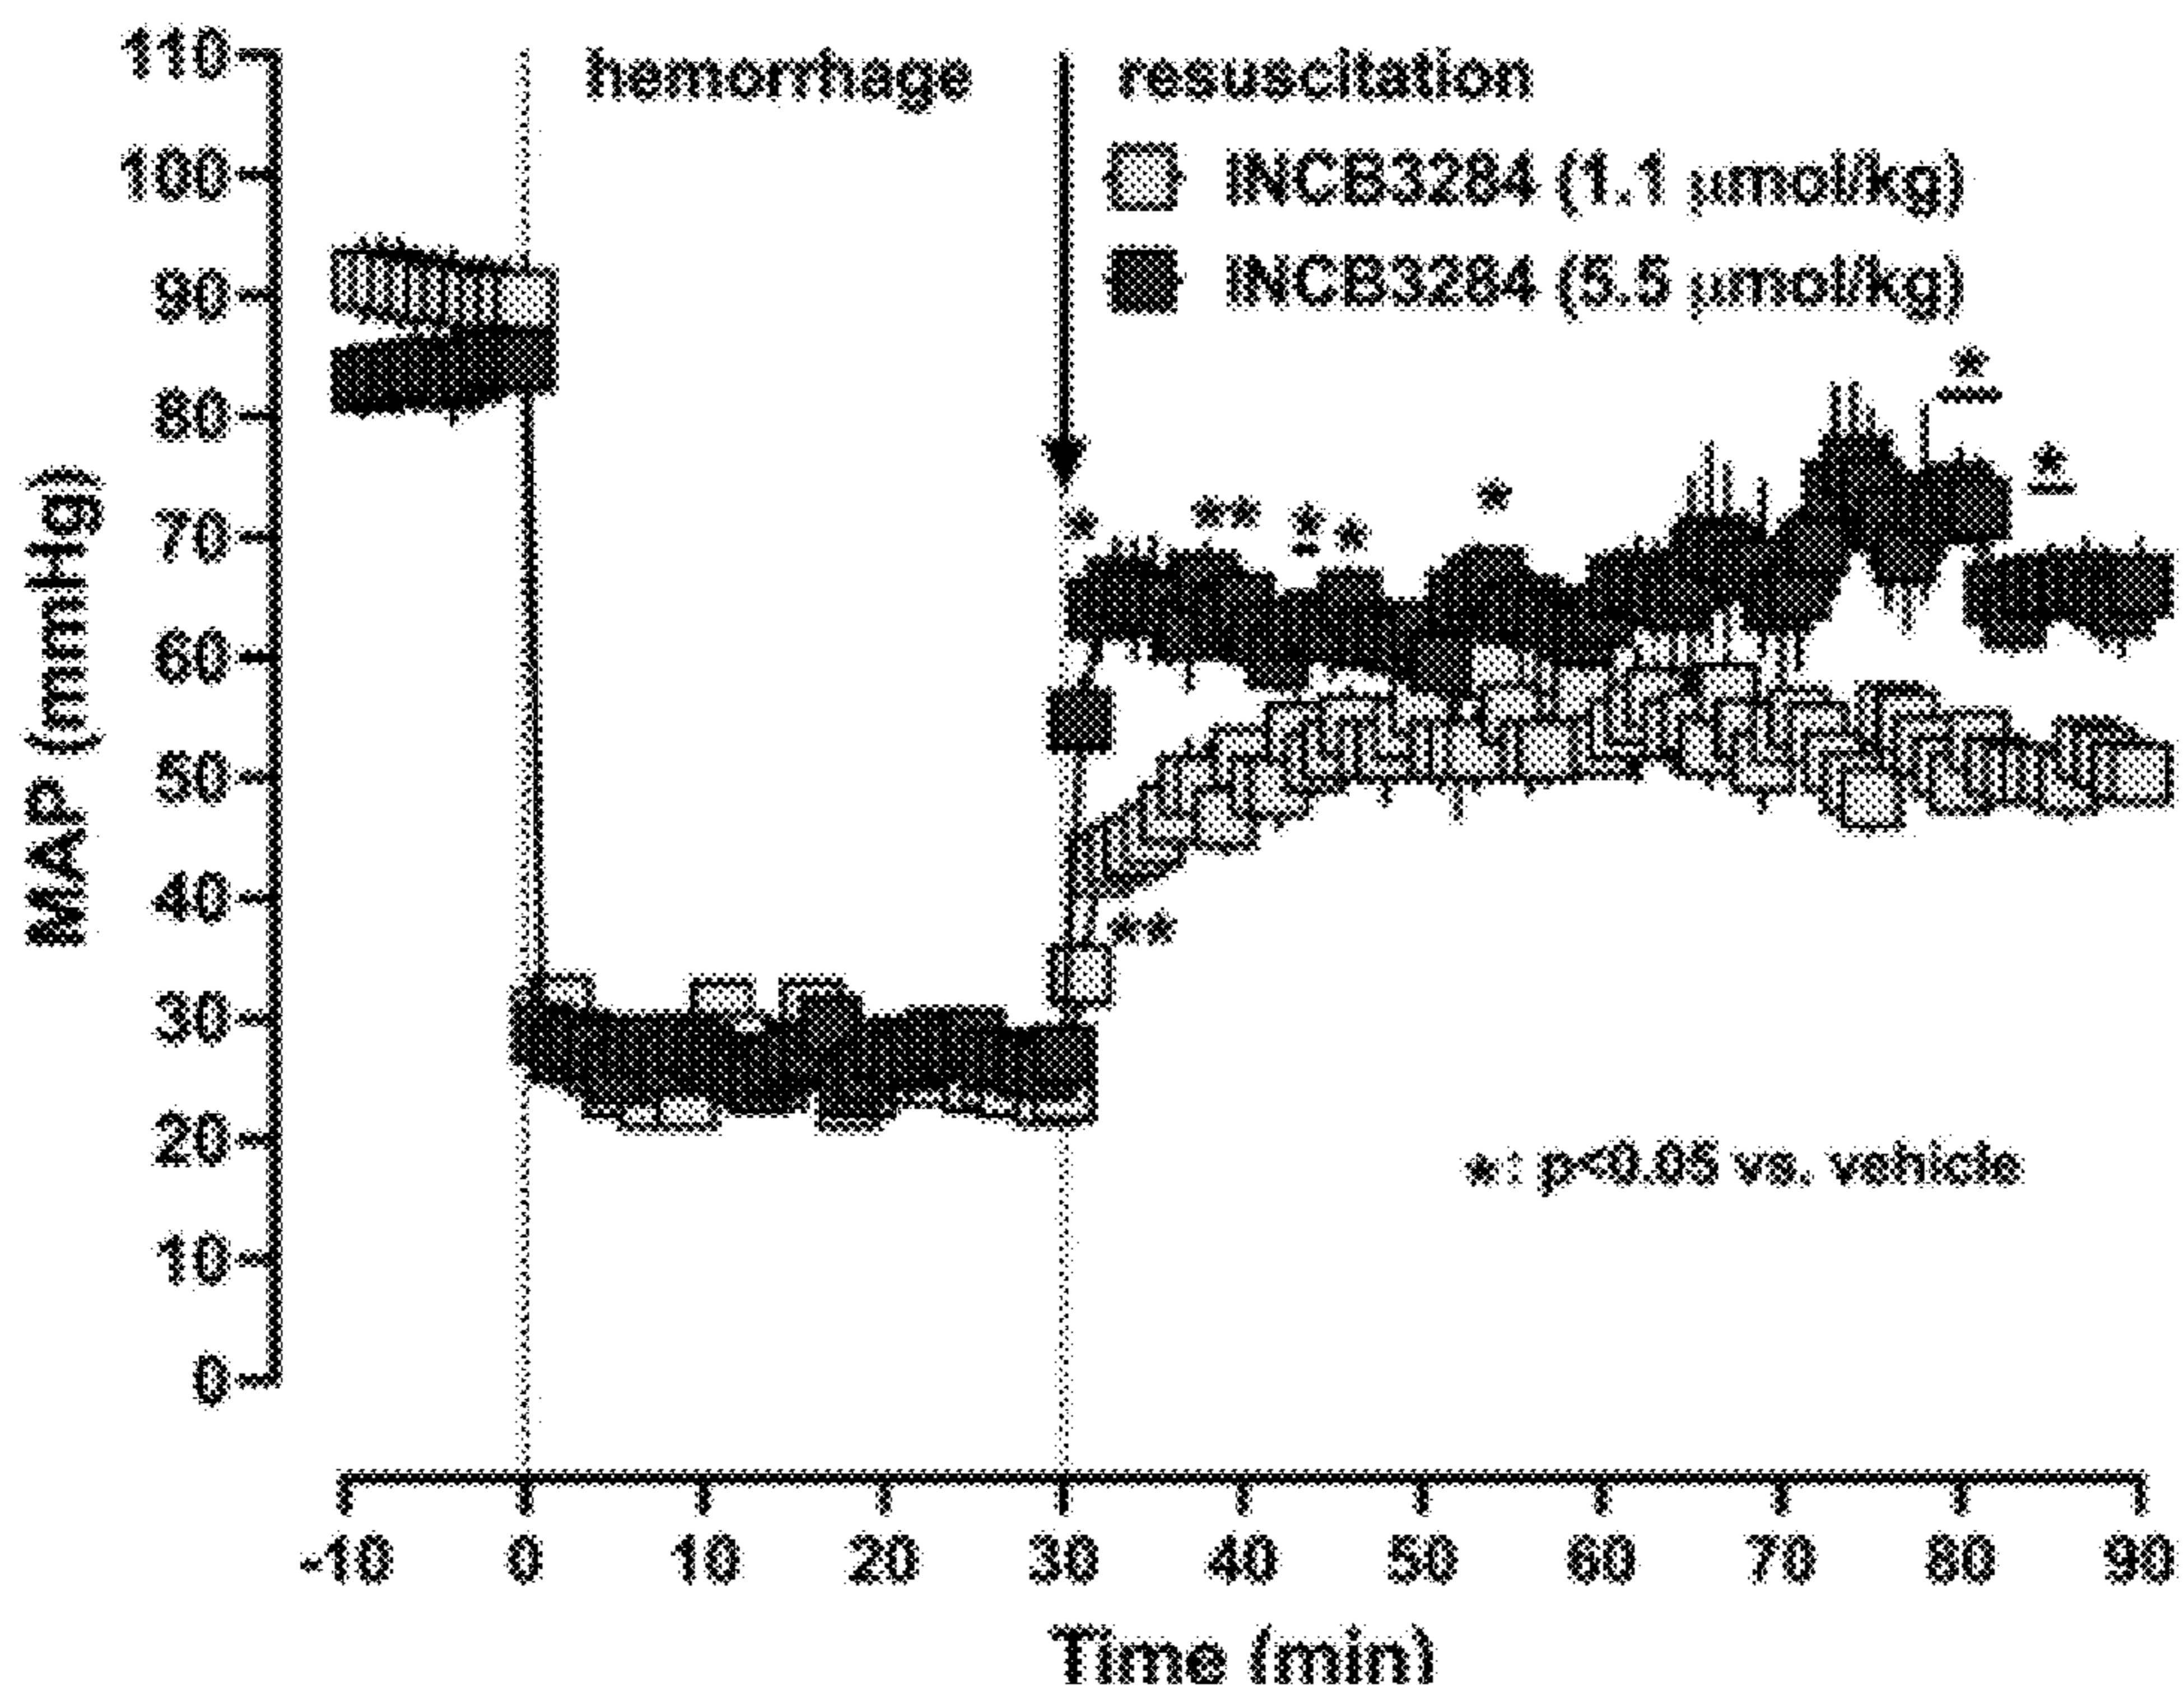 110
hemorrhage
resuscitation
100
INCB3284 (1.1 µmol/kg)
90
INCB3284 (5.5 µmol/kg)
80
*
*
70
*
**
*
*
*
MAP (mmHg)
60
50
40
**
30
20
*: p<0.05 vs. vehicle
10
0
-10 0 10 20 30 40 50 60 70 80 90
Time (min)